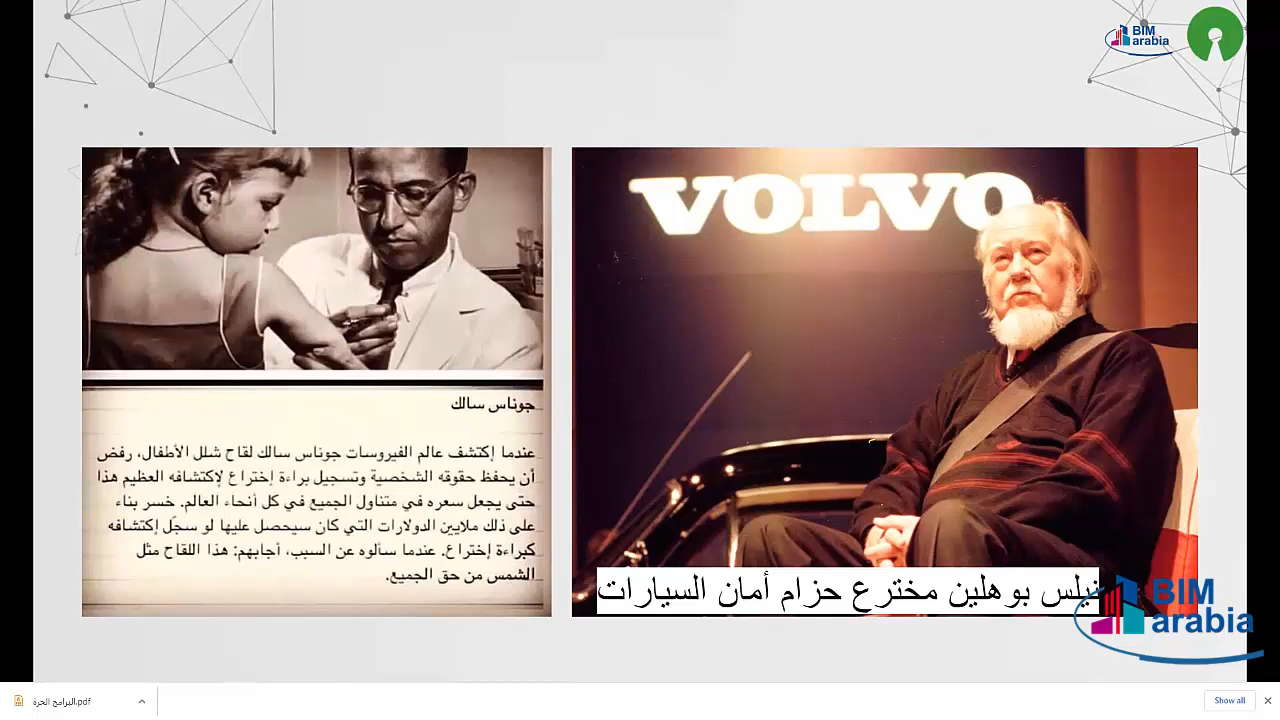 BIM
arabia
VOLVO
جوناس سالك
عندما إكتشف عالم الفيروسات جوناس سالك لقاح شلل الأطفال، رفض
أن يحفظ حقوقه الشخصية وتسجيل براءة إختراع لإكتشافه العظيم هذا
حتى يجعل سعره في متناول الجميع في كل أنحاء العالم. خسر بناء
على ذلك ملايين الدولارات التي كان سيحصل عليها لو سجّل إكتشافه
كبراءة إختراع. عندما سألوه عن السبب، أجابهم: هذا اللقاح مثل
الشمس من حق الجميع.
نيلس بوهلين مخترع حزام أمان السيارات
BIM
arabia
البرامج الحرة.pdf
Show all